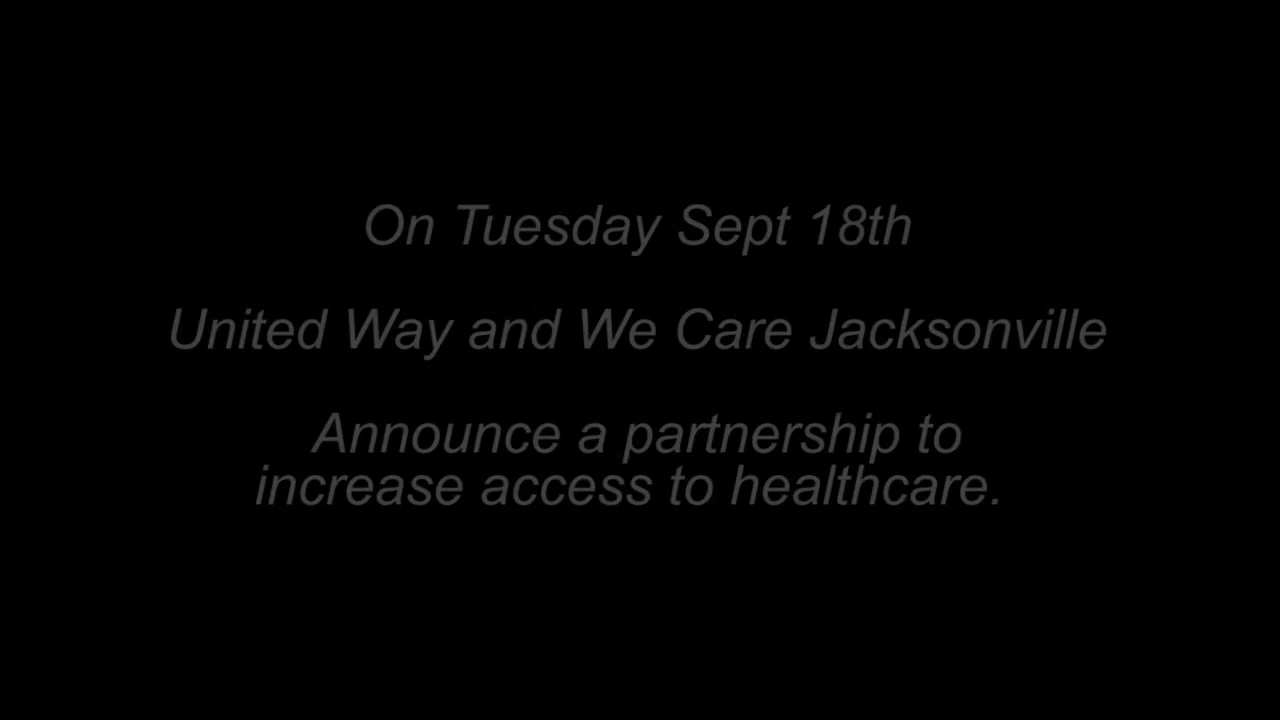 On Tuesday Sept 18th
United Way and We Care Jacksonville
Announce a partnership to
increase access to healthcare.